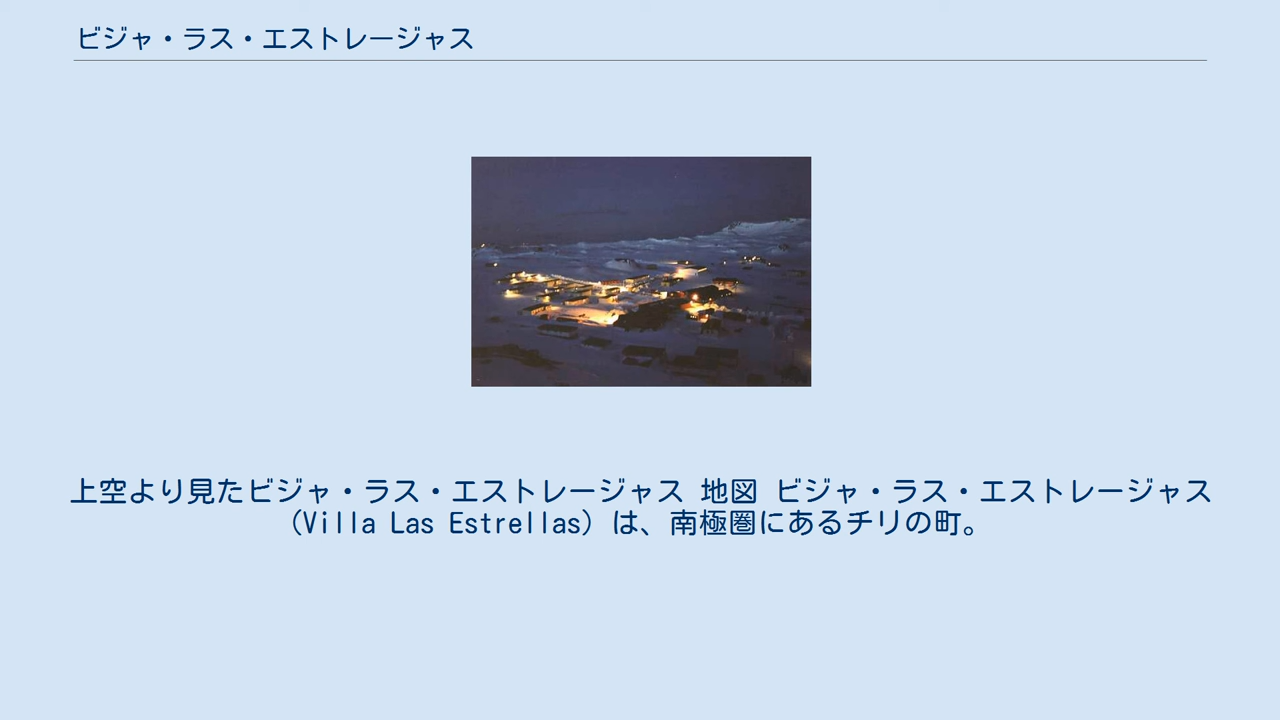 ビジャ・ラス・エストレージャス
上空より見たビジャ・ラス・エストレージャス 地図 ビジャ・ラス・エストレージャス
（Villa Las Estrellas）は、南極圏にあるチリの町。